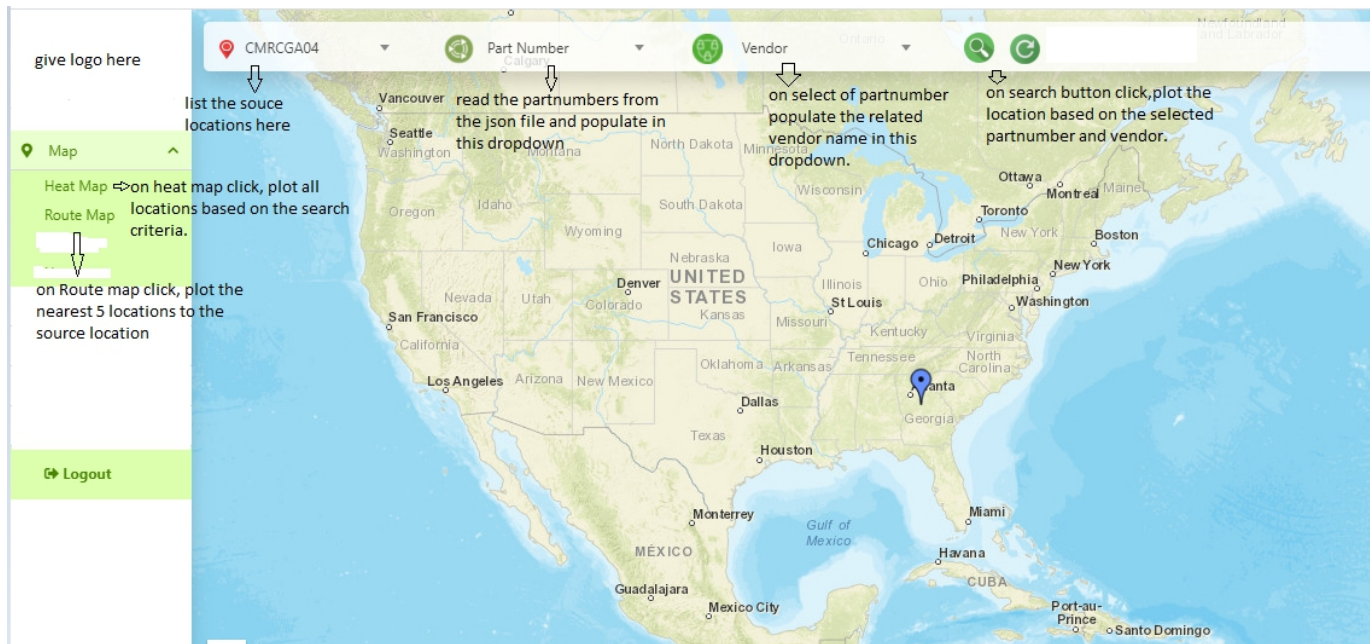 give logo here
Map
Heat Map
Route Map
on heat map click, plot all
locations based on the search
criteria.
on Route map click, plot the
nearest 5 locations to the
source location
Logout
CMRCGA04
Part Number
Vendor
list the souce
locations here
read the partnumbers from
the json file and populate in
this dropdown
on select of partnumber
populate the related
vendor name in this
dropdown.
on search button click,plot the
location based on the selected
partnumber and vendor.
Newfoundland
and Labrador
Ontario
Calgary
Vancouver
Seattle
Washington
Montana
North Dakota
Minnesota
Ottawa
Montreal
Maine
Oregon
Idaho
South Dakota
Wisconsin
Toronto
Wyoming
Iowa
Chicago
Detroit
New York
Boston
Nebraska
New York
Denver
UNITED
STATES
Illinois
Ohio
Philadelphia
Nevada
Utah
Colorado
Kansas
St Louis
Washington
San Francisco
Missouri
Kentucky
Virginia
California
Oklahoma
Arkansas
Tennessee
North
Carolina
Los Angeles
Arizona
New Mexico
Atlanta
Dallas
Georgia
Texas
Houston
Monterrey
Gulf of
Mexico
Miami
MÉXICO
Havana
CUBA
Guadalajara
Mexico City
Port-au-
Prince
Santo Domingo